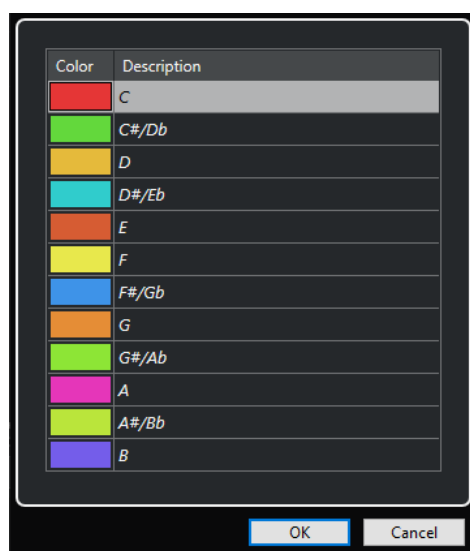 Color Description
C
C#/Db
D
D#/Eb
E
F
F#/Gb
G
G#/Ab
A
A#/Bb
B
OK Cancel